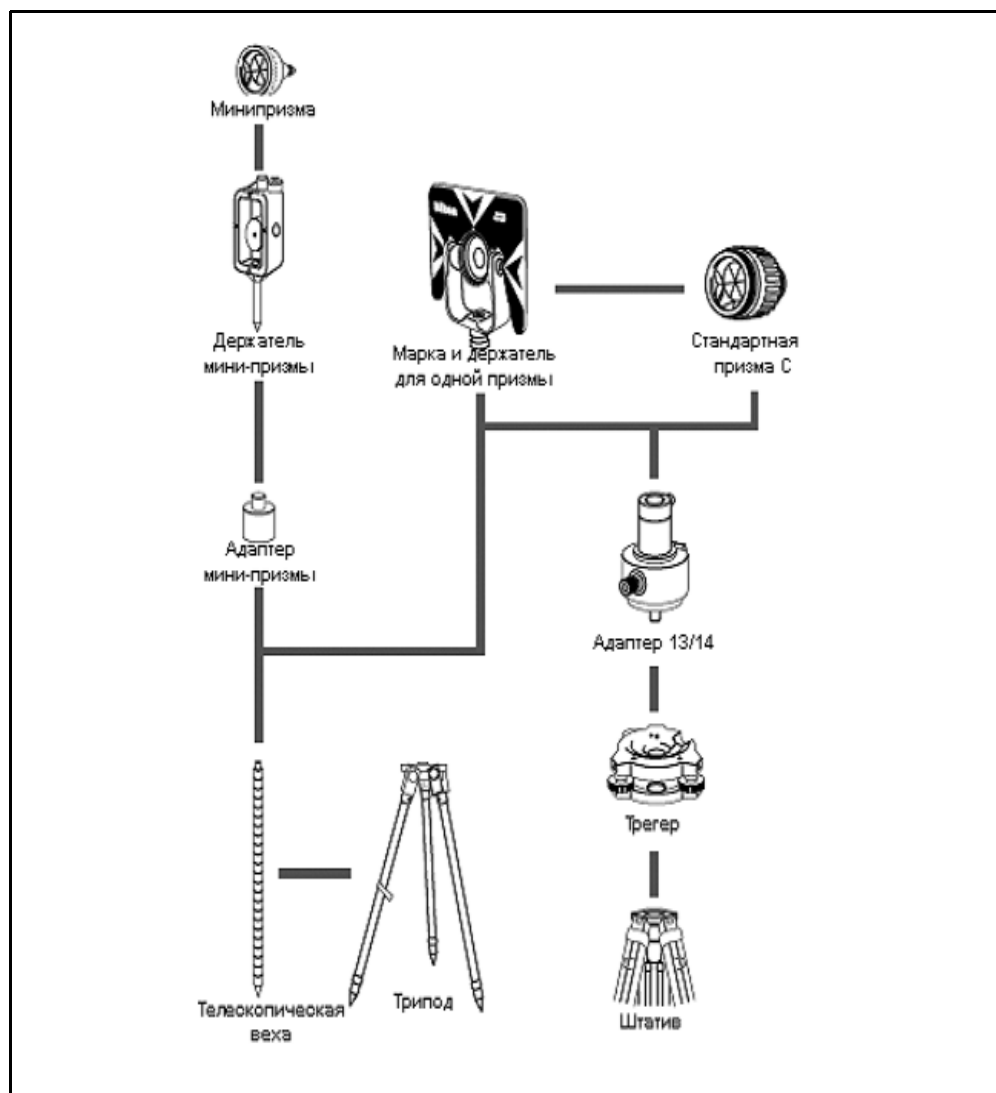 Минипризма
Nikon
Держатель
мини-призмы
Марка и держатель
для одной призмы
Стандартная
призма С
Адаптер
мини-призмы
Адаптер 13/14
Трегер
Телескопическая
веха
Трипод
Штатив